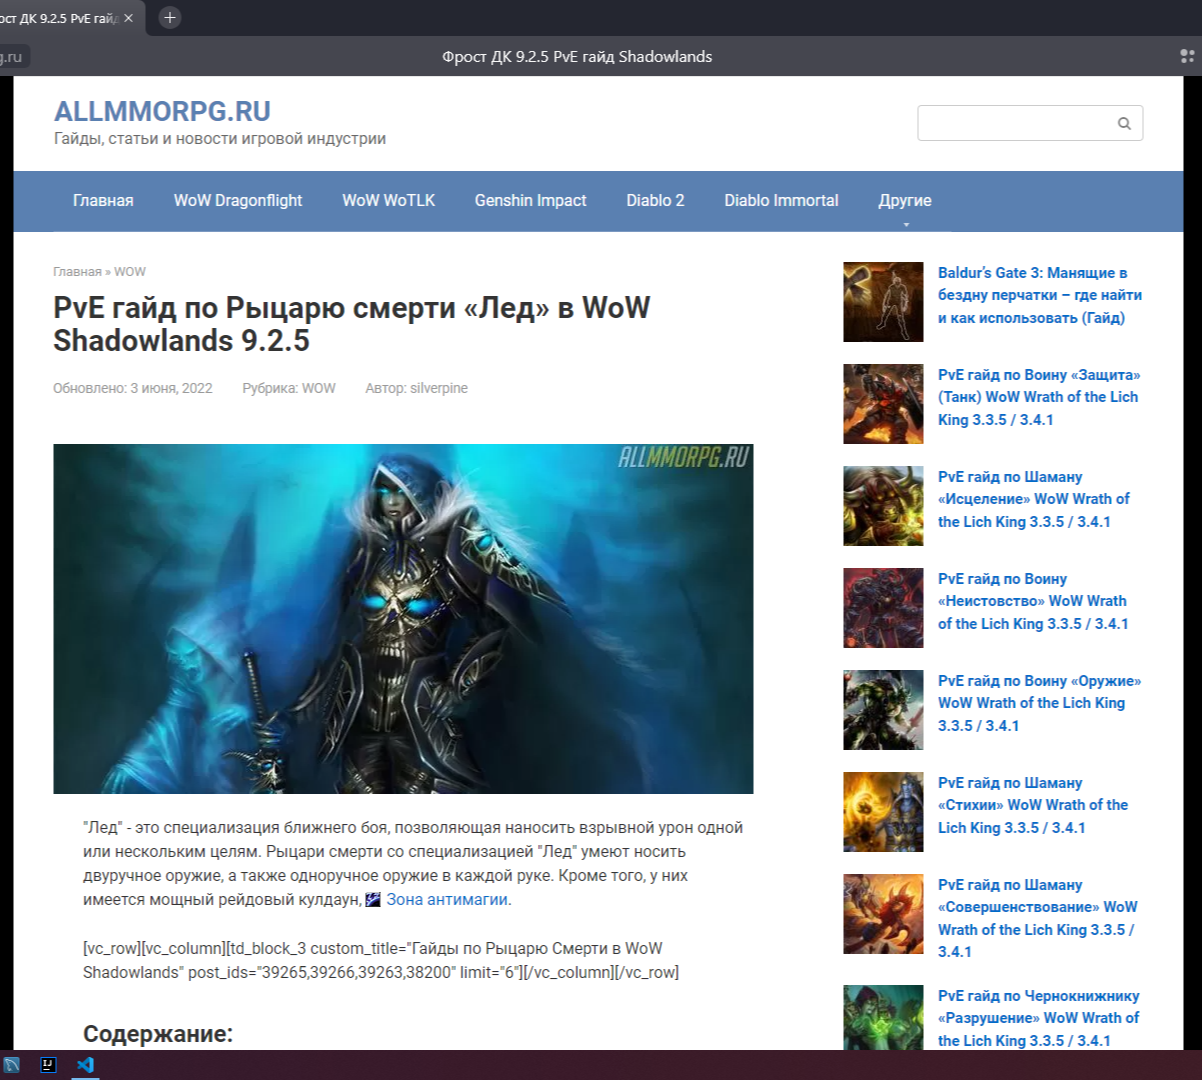 ост ДК 9.2.5 PvE гайд
g.ru
Фрост ДК 9.2.5 PvE гайд Shadowlands
ALLMMORPG.RU
Гайды, статьи и новости игровой индустрии
Главная WoW Dragonflight WoW WoTLK Genshin Impact Diablo 2 Diablo Immortal Другие
Главная » WOW
PvE гайд по Рыцарю смерти «Лед» в WoW
Shadowlands 9.2.5
Обновлено: 3 июня, 2022 Рубрика: WOW Автор: silverpine
ALLMMORPG.RU
"Лед" - это специализация ближнего боя, позволяющая наносить взрывной урон одной
или нескольким целям. Рыцари смерти со специализацией "Лед" умеют носить
двуручное оружие, а также одноручное оружие в каждой руке. Кроме того, у них
имеется мощный рейдовый кулдаун, Зона антимагии.
[vc_row][vc_column][td_block_3 custom_title="Гайды по Рыцарю Смерти в WoW
Shadowlands" post_ids="39265,39266,39263,38200" limit="6"][/vc_column][/vc_row]
Содержание:
Baldur's Gate 3: Манящие в
бездну перчатки – где найти
и как использовать (Гайд)
PvE гайд по Воину «Защита»
(Танк) WoW Wrath of the Lich
King 3.3.5 / 3.4.1
PvE гайд по Шаману
«Исцеление» WoW Wrath of
the Lich King 3.3.5 / 3.4.1
PvE гайд по Воину
«Неистовство» WoW Wrath
of the Lich King 3.3.5 / 3.4.1
PvE гайд по Воину «Оружие»
WoW Wrath of the Lich King
3.3.5 / 3.4.1
PvE гайд по Шаману
«Стихии» WoW Wrath of the
Lich King 3.3.5 / 3.4.1
PvE гайд по Шаману
«Совершенствование» WoW
Wrath of the Lich King 3.3.5 /
3.4.1
PvE гайд по Чернокнижнику
«Разрушение» WoW Wrath of
the Lich King 3.3.5 / 3.4.1
IJ